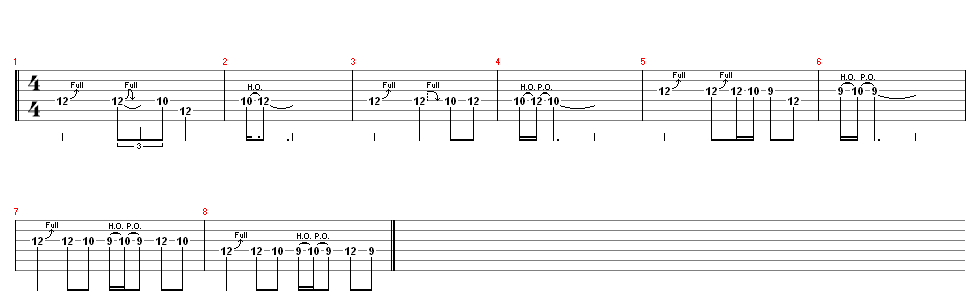 1 2 3 4 5 6
Full Full H.O. Full Full H.O. P.O. Full Full H.O. P.O.
4 12 12 10 12 10 12 12 12 10 12 10 12 10 12 12 12 10 9 12 9 10 9
4
3
7 8
Full H.O. P.O. Full H.O. P.O.
12 12 10 9 10 9 12 10 12 12 10 9 10 9 12 9